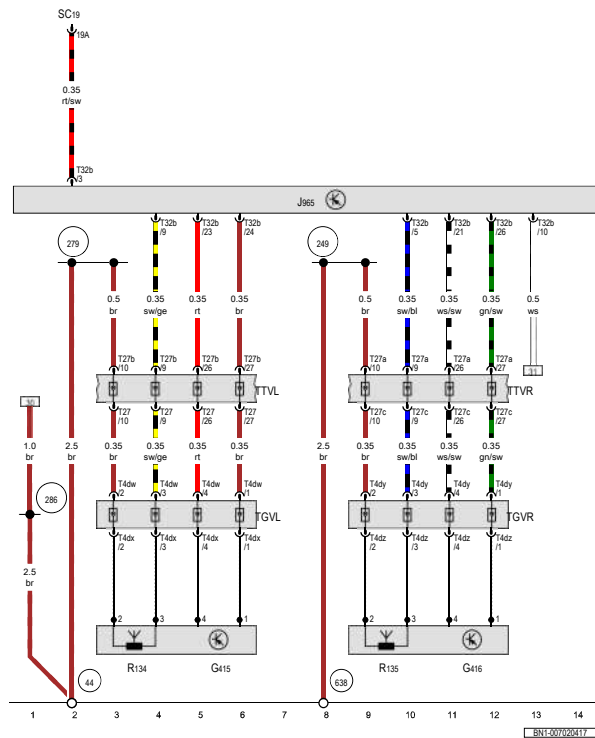 SC19
19A
0.35
rt/sw
T32b
/3
J965
T32b /9
T32b /23
T32b /24
T32b /5
T32b /21
T32b /26
T32b /10
279
249
0.5 br
0.35 sw/ge
0.35 rt
0.35 br
0.5 br
0.35 sw/bl
0.35 ws/sw
0.35 gn/sw
0.5 ws
T27b /10
T27b /9
T27b /26
T27b /27
T27a /10
T27a /9
T27a /26
T27a /27
31
TTVL
TTVR
30
T27 /10
T27 /9
T27 /26
T27 /27
T27c /10
T27c /9
T27c /26
T27c /27
1.0 br
2.5 br
0.35 br
0.35 sw/ge
0.35 rt
0.35 br
2.5 br
0.35 br
0.35 sw/bl
0.35 ws/sw
0.35 gn/sw
286
T4dw /2
T4dw /3
T4dw /4
T4dw /1
T4dy /2
T4dy /3
T4dy /4
T4dy /1
TGVL
TGVR
T4dx /2
T4dx /3
T4dx /4
T4dx /1
T4dz /2
T4dz /3
T4dz /4
T4dz /1
2.5 br
2 3 4 1
2 3 4 1
R134
G415
R135
G416
44
638
1 2 3 4 5 6 7 8 9 10 11 12 13 14
BN1-007020417